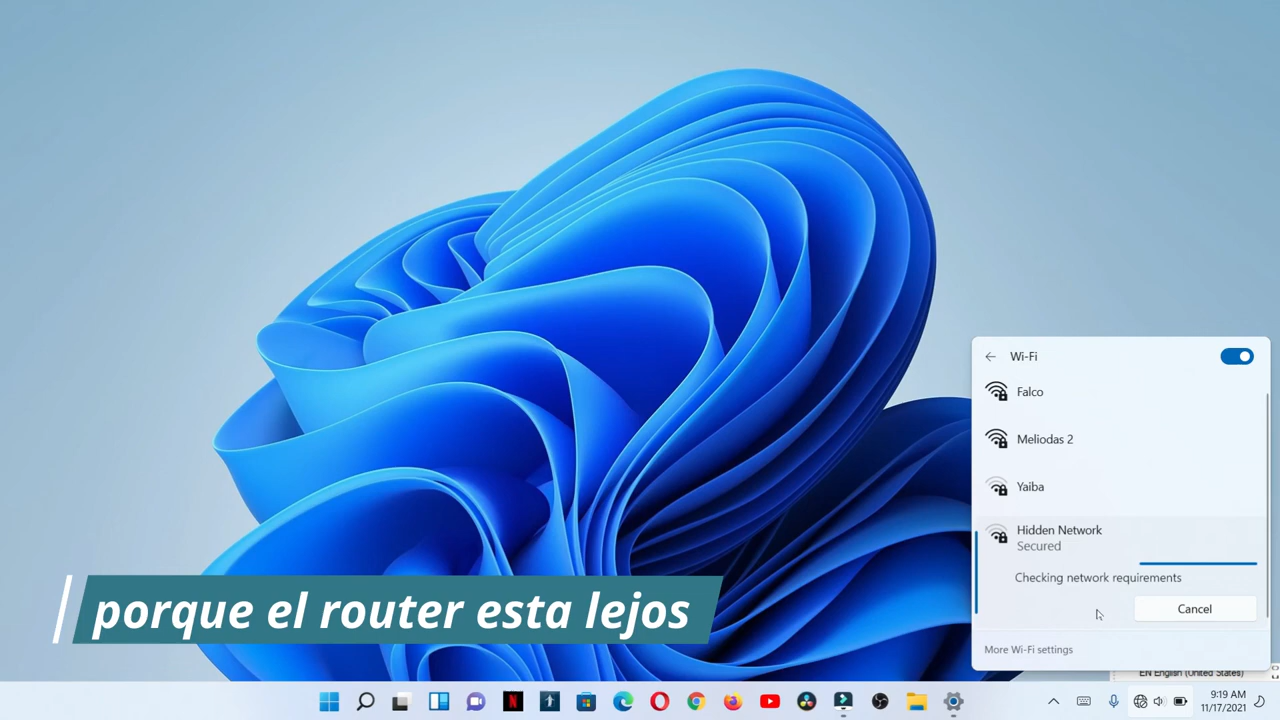 Wi-Fi
Falco
Meliodas 2
Yaiba
Hidden Network
Secured
Checking network requirements
Cancel
More Wi-Fi settings
porque el router esta lejos
EN English (United States)
9:19 AM
11/17/2021